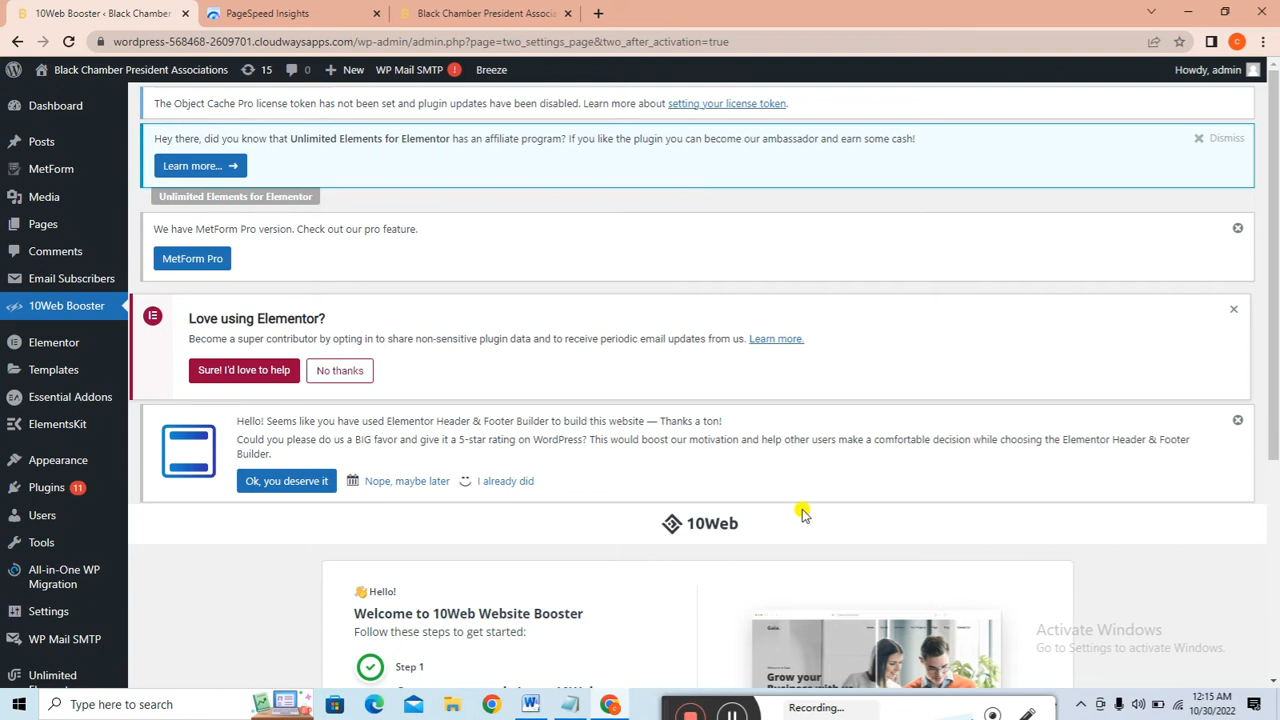 10Web Booster ‹ Black Chamber
PageSpeed Insights
Black Chamber President Associa
wordpress-568468-2609701.cloudwaysapps.com/wp-admin/admin.php?page=two_settings_page&two_after_activation=true
C
Black Chamber President Associations
15
0
New
WP Mail SMTP !
Breeze
Howdy, admin
Dashboard
Posts
MetForm
Media
Pages
Comments
Email Subscribers
10Web Booster
Elementor
Templates
Essential Addons
ElementsKit
Appearance
Plugins 11
Users
Tools
All-in-One WP
Migration
Settings
WP Mail SMTP
Unlimited
The Object Cache Pro license token has not been set and plugin updates have been disabled. Learn more about setting your license token.
Hey there, did you know that Unlimited Elements for Elementor has an affiliate program? If you like the plugin you can become our ambassador and earn some cash!
Dismiss
Learn more... →
Unlimited Elements for Elementor
We have MetForm Pro version. Check out our pro feature.
MetForm Pro
Love using Elementor?
Become a super contributor by opting in to share non-sensitive plugin data and to receive periodic email updates from us. Learn more.
Sure! I'd love to help
No thanks
Hello! Seems like you have used Elementor Header & Footer Builder to build this website — Thanks a ton!
Could you please do us a BIG favor and give it a 5-star rating on WordPress? This would boost our motivation and help other users make a comfortable decision while choosing the Elementor Header & Footer
Builder.
Ok, you deserve it
Nope, maybe later
I already did
10Web
Hello!
Welcome to 10Web Website Booster
Follow these steps to get started:
Step 1
Grow your
Business with us
Activate Windows
Go to Settings to activate Windows.
Type here to search
Recording...
12:15 AM
10/30/2022